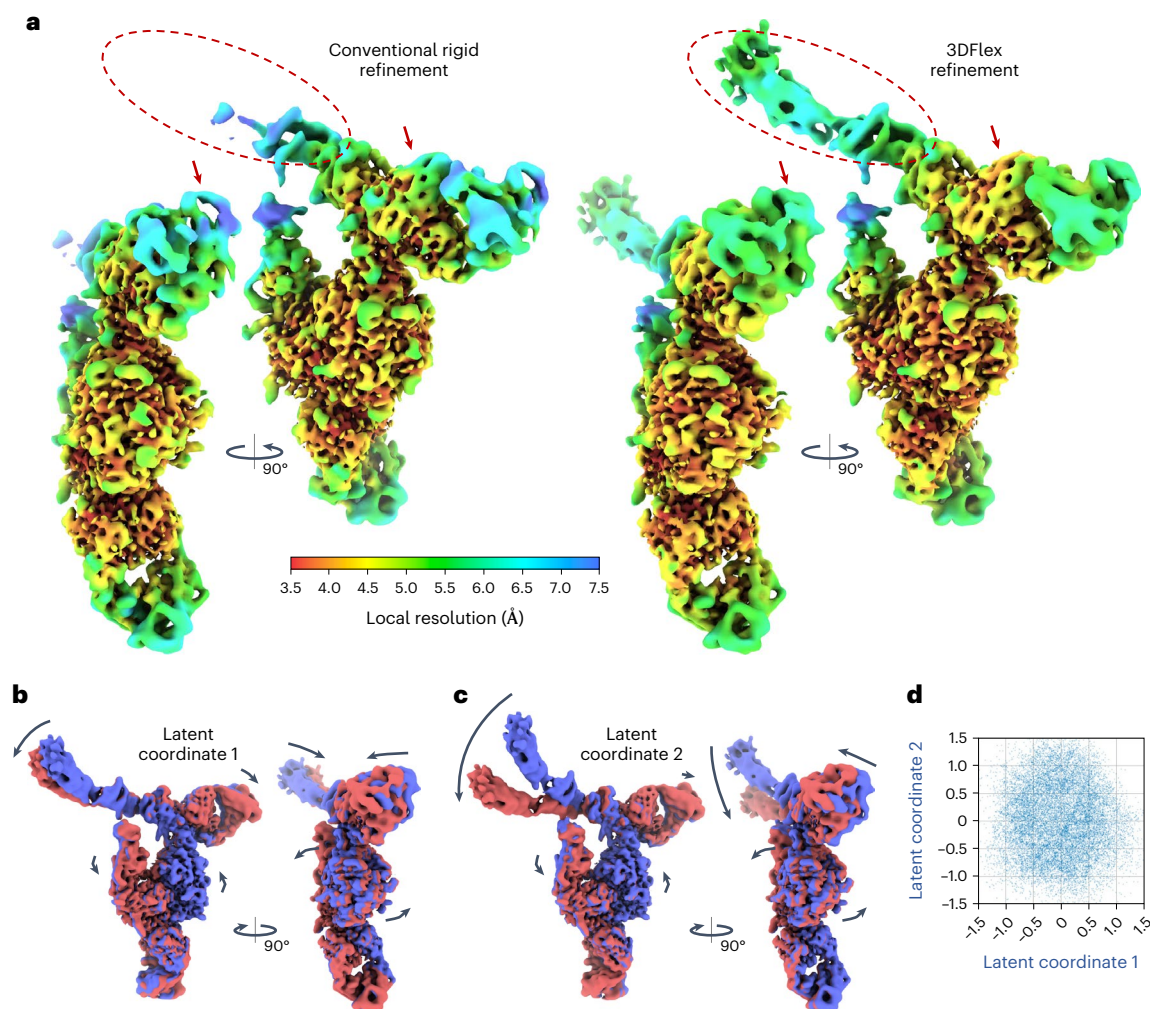 a
Conventional rigid
refinement
3DFlex
refinement
90°
90°
3.5 4.0 4.5 5.0 5.5 6.0 6.5 7.0 7.5
Local resolution (Å)
b
Latent
coordinate 1
90°
c
Latent
coordinate 2
90°
d
Latent coordinate 2
1.5
1.0
0.5
0
–0.5
–1.0
–1.5
–1.5 –1.0 –0.5 0 0.5 1.0 1.5
Latent coordinate 1